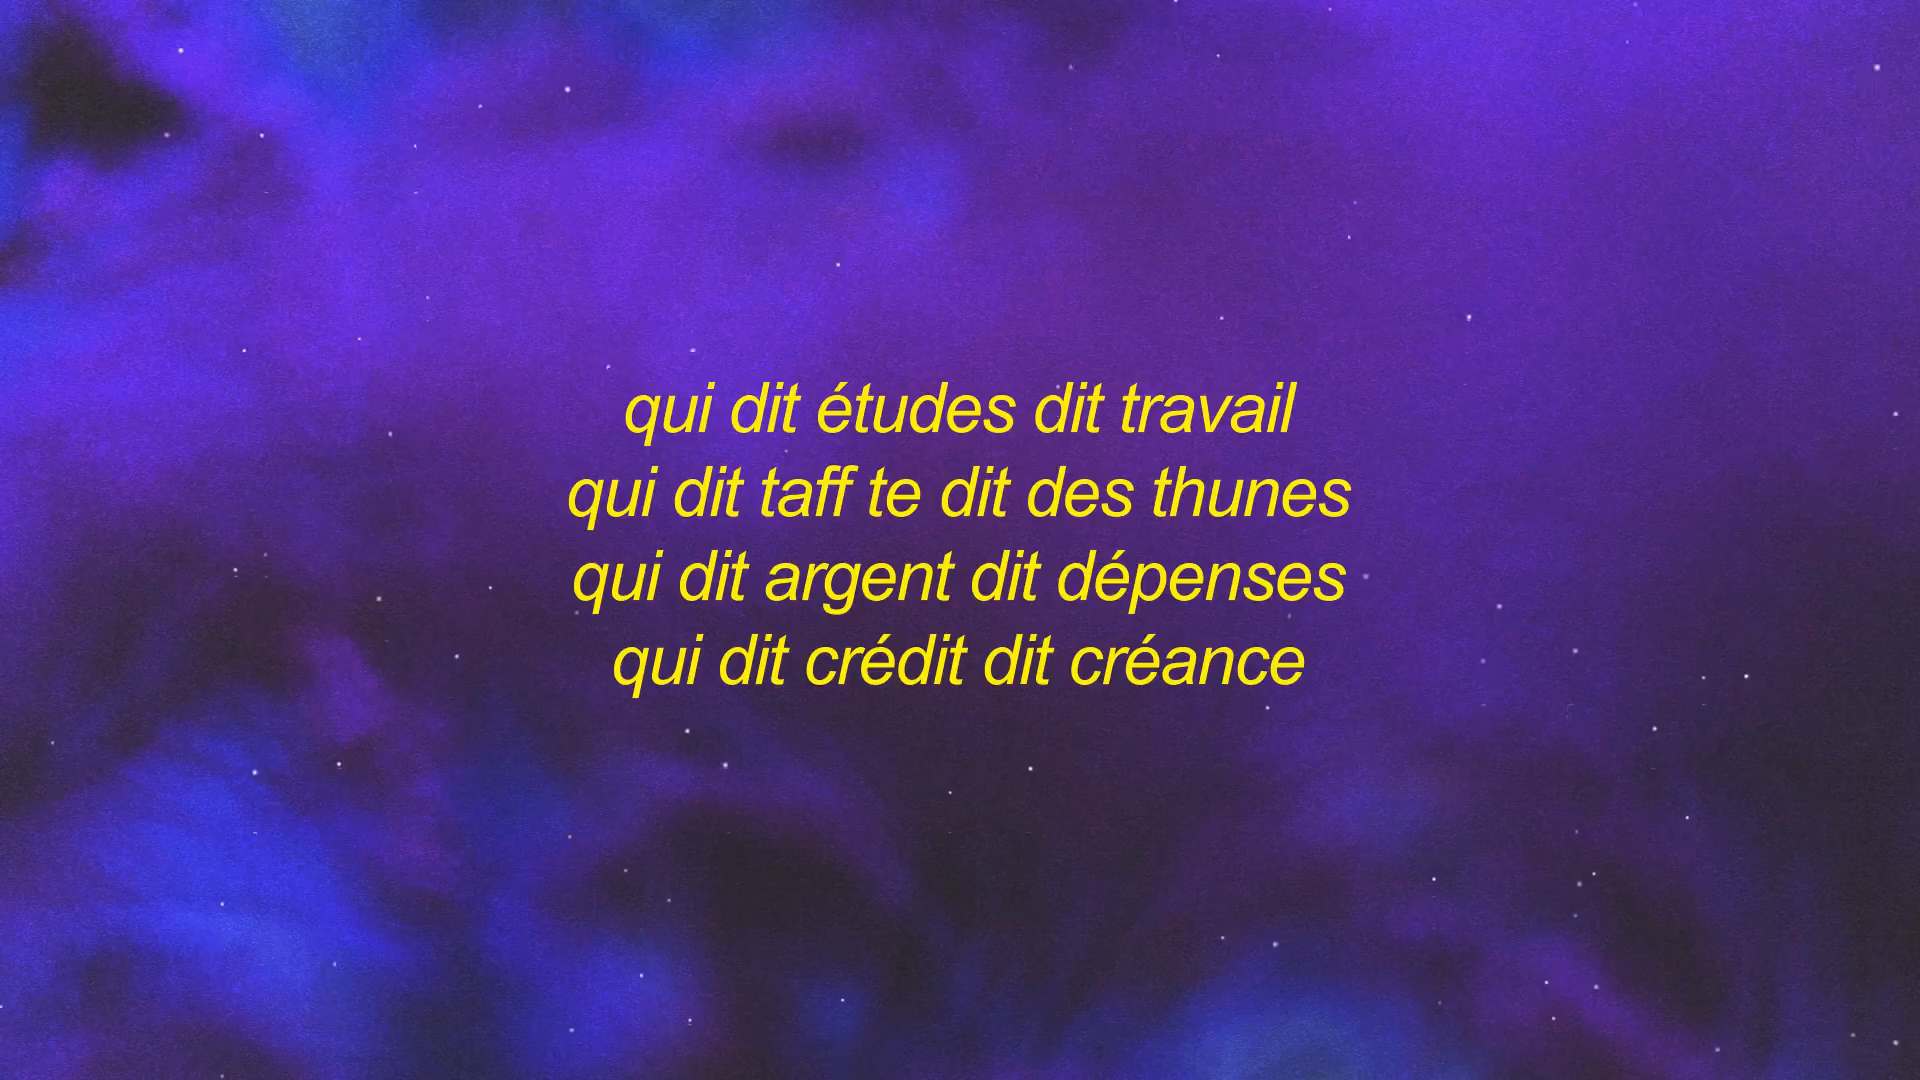 qui dit études dit travail
qui dit taff te dit des thunes
qui dit argent dit dépenses
qui dit crédit dit créance